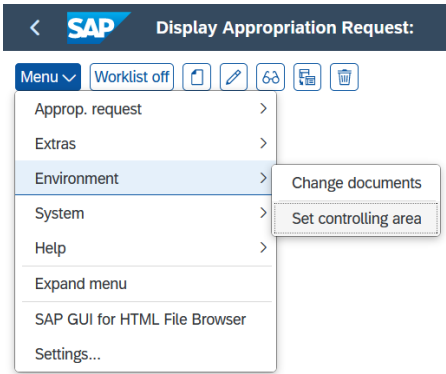 SAP Display Appropriation Request:
Menu Worklist off
Approp. request
Extras
Environment
Change documents
System
Set controlling area
Help
Expand menu
SAP GUI for HTML File Browser
Settings...